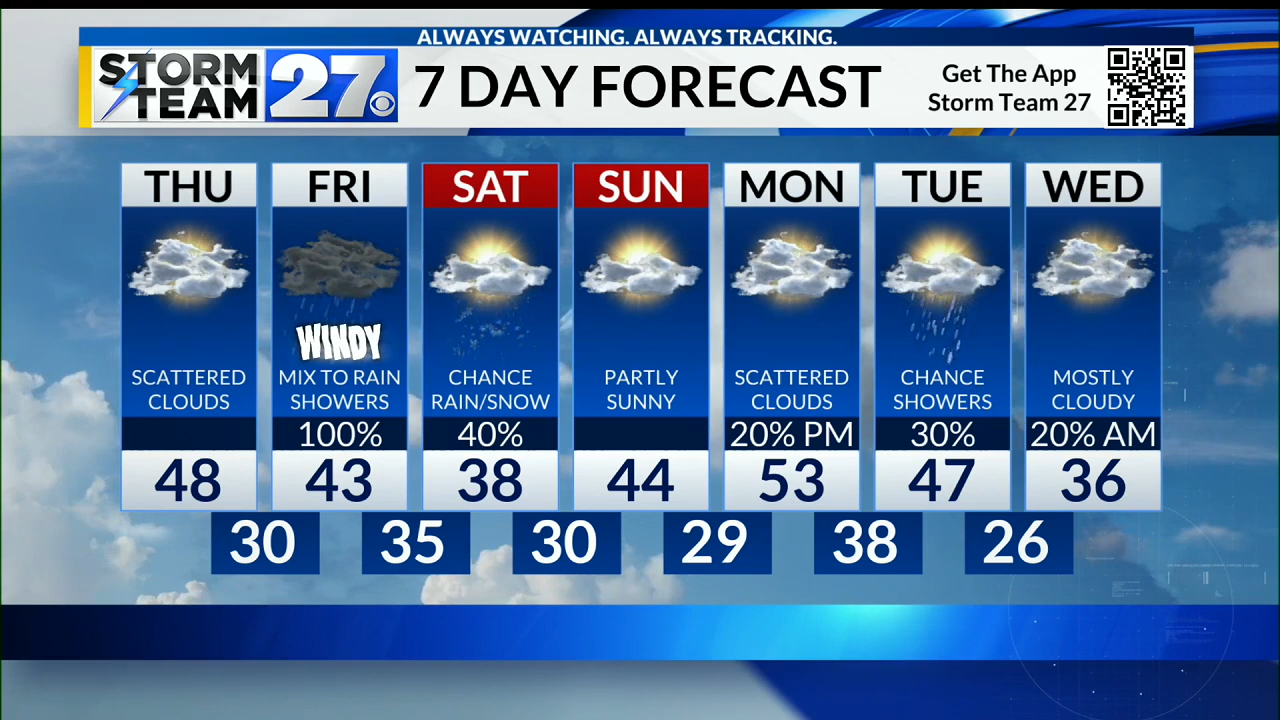 ALWAYS WATCHING. ALWAYS TRACKING.
STORM
TEAM
27
7 DAY FORECAST
Get The App
Storm Team 27
THU
FRI
SAT
SUN
MON
TUE
WED
WINDY
SCATTERED
CLOUDS
MIX TO RAIN
SHOWERS
CHANCE
RAIN/SNOW
PARTLY
SUNNY
SCATTERED
CLOUDS
CHANCE
SHOWERS
MOSTLY
CLOUDY
100%
40%
20% PM
30%
20% AM
48
43
38
44
53
47
36
30
35
30
29
38
26